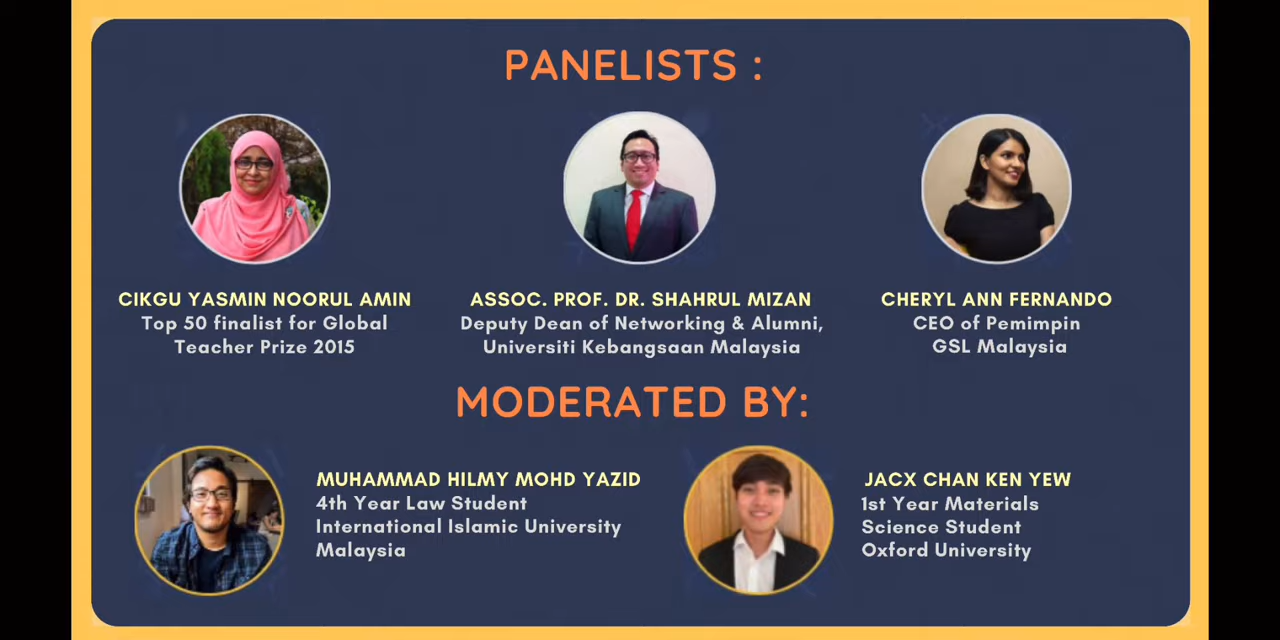 PANELISTS :
CIKGU YASMIN NOORUL AMIN
Top 50 finalist for Global
Teacher Prize 2015
ASSOC. PROF. DR. SHAHRUL MIZAN
Deputy Dean of Networking & Alumni,
Universiti Kebangsaan Malaysia
CHERYL ANN FERNANDO
CEO of Pemimpin
GSL Malaysia
MODERATED BY:
MUHAMMAD HILMY MOHD YAZID
4th Year Law Student
International Islamic University
Malaysia
JACX CHAN KEN YEW
1st Year Materials
Science Student
Oxford University